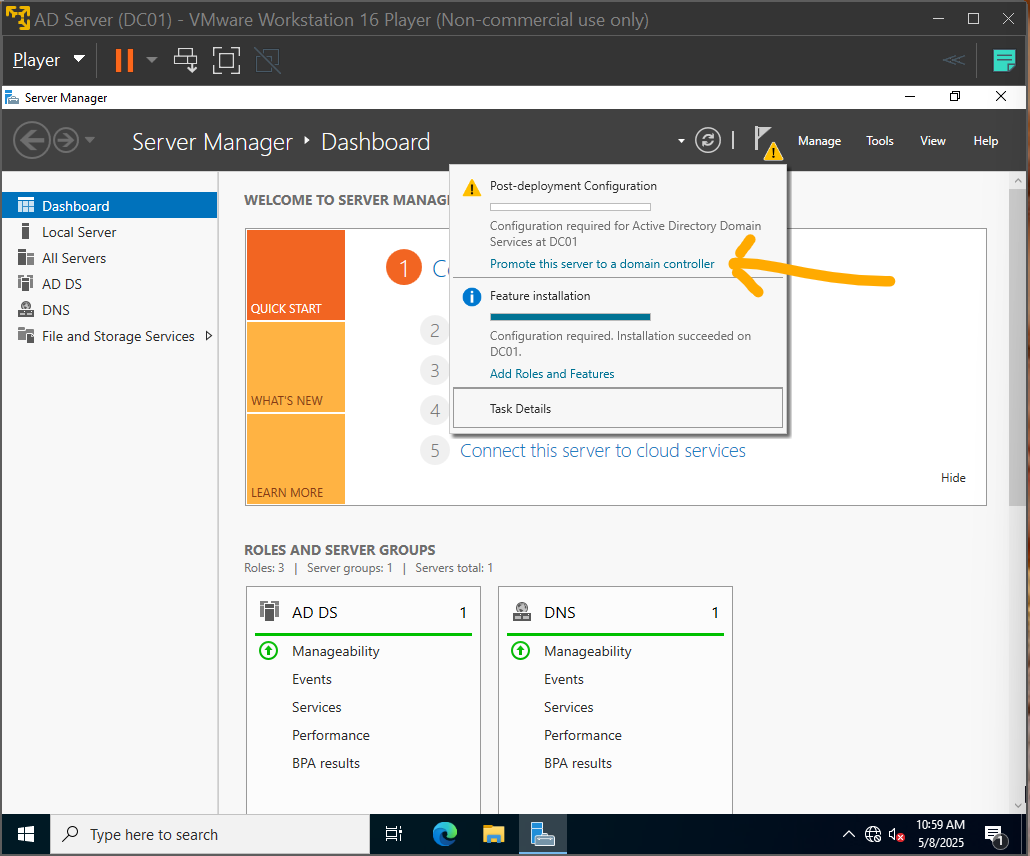 AD Server (DC01) - VMware Workstation 16 Player (Non-commercial use only)
Player
Server Manager
Server Manager Dashboard
Manage Tools View Help
Post-deployment Configuration
Configuration required for Active Directory Domain
Services at DC01
Promote this server to a domain controller
Feature installation
Configuration required. Installation succeeded on
DC01.
Add Roles and Features
Task Details
Dashboard
Local Server
All Servers
AD DS
DNS
File and Storage Services
WELCOME TO SERVER MANAG
QUICK START
WHAT'S NEW
LEARN MORE
1
2
3
4
5 Connect this server to cloud services
Hide
ROLES AND SERVER GROUPS
Roles: 3 | Server groups: 1 | Servers total: 1
AD DS 1
Manageability
Events
Services
Performance
BPA results
DNS 1
Manageability
Events
Services
Performance
BPA results
Type here to search
10:59 AM
5/8/2025
1